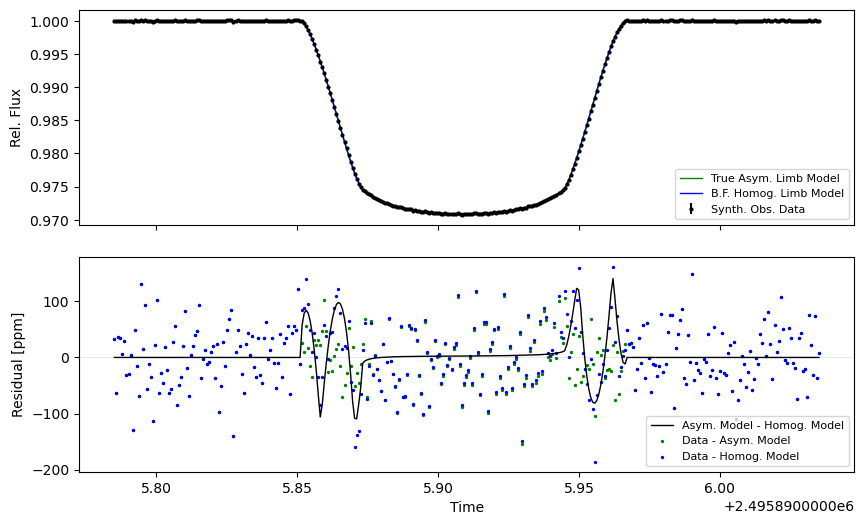 1.000
0.995
0.990
0.985
0.980
0.975
0.970
Rel. Flux
True Asym. Limb Model
B.F. Homog. Limb Model
Synth. Obs. Data
100
0
−100
−200
Residual [ppm]
Asym. Model - Homog. Model
Data - Asym. Model
Data - Homog. Model
5.80 5.85 5.90 5.95 6.00
Time
+2.4958900000e6